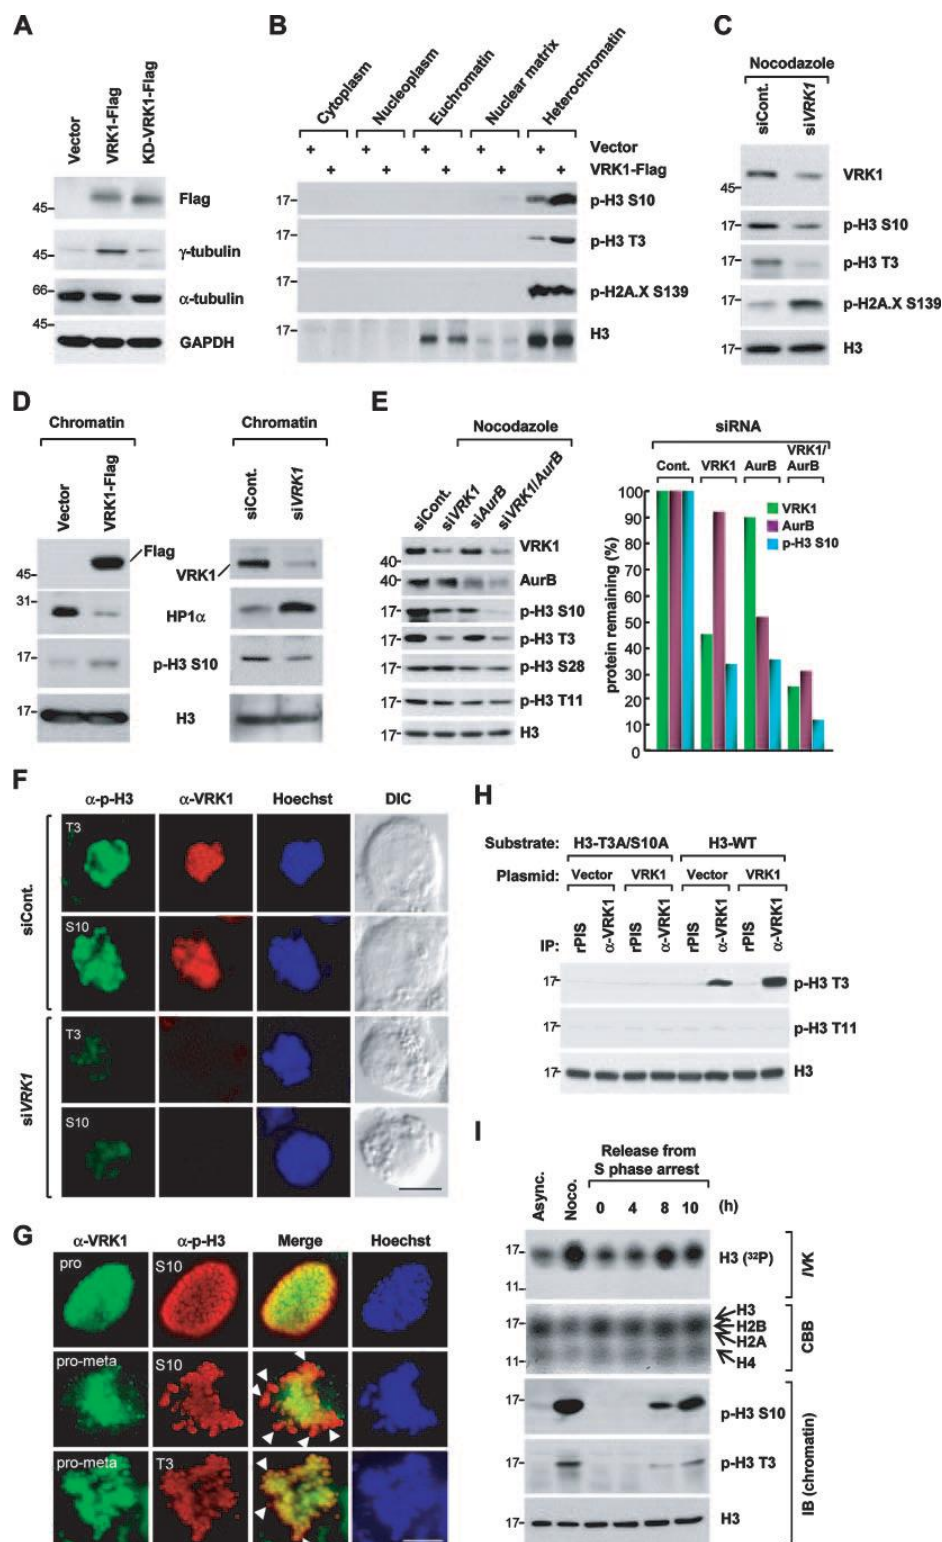 A
Vector
VRK1-Flag
KD-VRK1-Flag
45
Flag
45
γ-tubulin
66
α-tubulin
45
GAPDH
B
Cytoplasm
Nucleoplasm
Euchromatin
Nuclear matrix
Heterochromatin
+ + + + + Vector
+ + + + + VRK1-Flag
17 p-H3 S10
17 p-H3 T3
p-H2A.X S139
17 H3
C
Nocodazole
siCont.
siVRK1
45 VRK1
17 p-H3 S10
17 p-H3 T3
17 p-H2A.X S139
17 H3
D
Chromatin
Chromatin
Vector
VRK1-Flag
siCont.
siVRK1
45
Flag
VRK1
31
HP1α
17
p-H3 S10
17
H3
E
Nocodazole
siCont.
siVRK1
siAurB
siVRK1/AurB
40 VRK1
40 AurB
17 p-H3 S10
17 p-H3 T3
17 p-H3 S28
17 p-H3 T11
17 H3
siRNA
Cont. VRK1 AurB VRK1/
AurB
protein remaining (%)
100
90
80
70
60
50
40
30
20
10
0
VRK1
AurB
p-H3 S10
F
α-p-H3 α-VRK1 Hoechst DIC
siCont.
T3
S10
siVRK1
T3
S10
G
α-VRK1 α-p-H3 Merge Hoechst
pro S10
pro-meta S10
pro-meta T3
H
Substrate: H3-T3A/S10A H3-WT
Plasmid: Vector VRK1 Vector VRK1
IP: rPIS α-VRK1 rPIS α-VRK1 rPIS α-VRK1 rPIS α-VRK1
17 p-H3 T3
17 p-H3 T11
17 H3
I
Release from
S phase arrest
Async. Noco. 0 4 8 10 (h)
17 H3 (³²P)
11
IVK
17
H3
H2B
H2A
11 H4
CBB
17 p-H3 S10
17 p-H3 T3
17 H3
IB (chromatin)